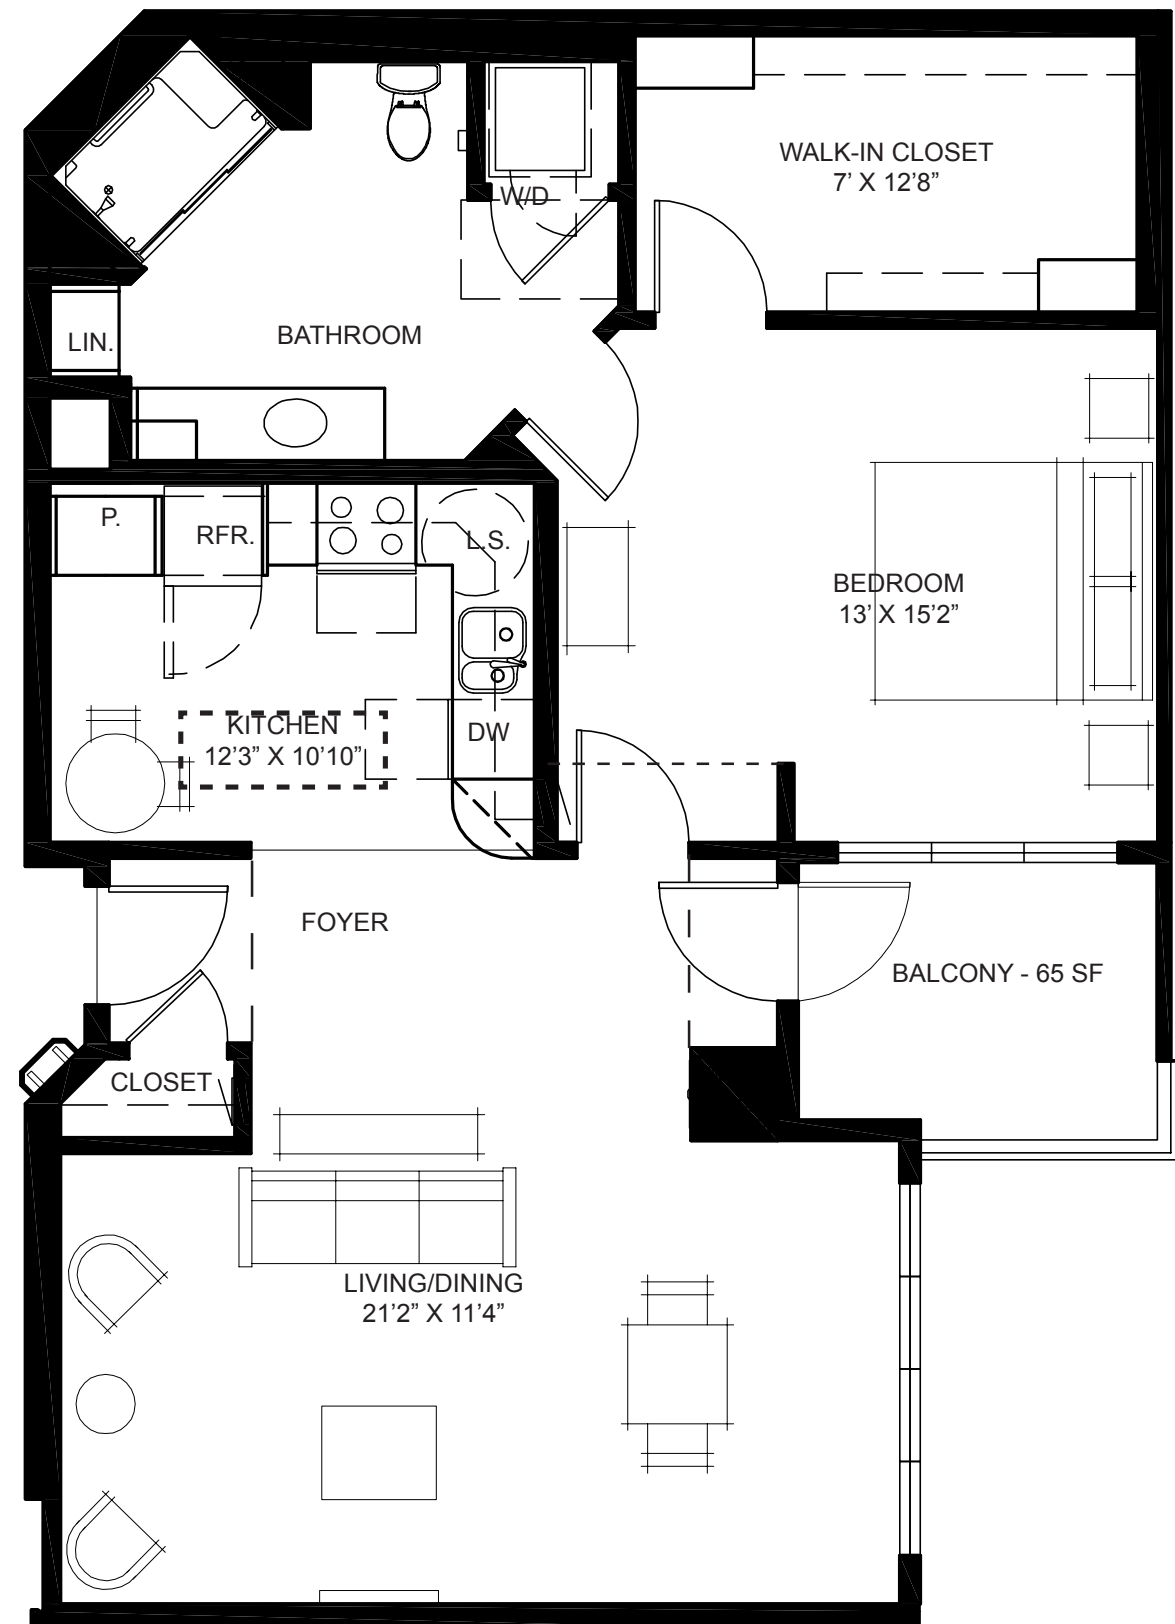 WALK-IN CLOSET
7’ X 12’8”
W/D
BATHROOM
LIN.
P.
RFR.
L.S.
BEDROOM
13’ X 15’2”
KITCHEN
12’3” X 10’10”
DW
FOYER
BALCONY - 65 SF
CLOSET
LIVING/DINING
21’2” X 11’4”